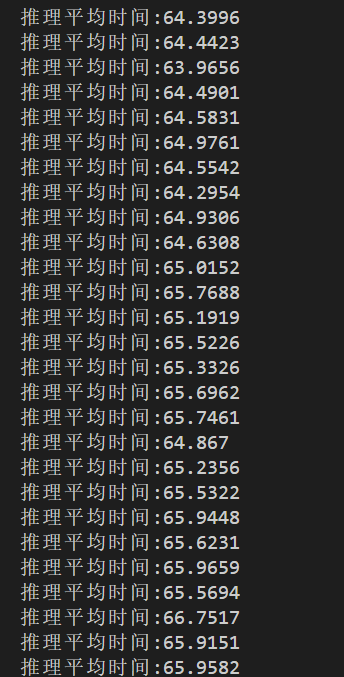 推理平均时间:64.3996
推理平均时间:64.4423
推理平均时间:63.9656
推理平均时间:64.4901
推理平均时间:64.5831
推理平均时间:64.9761
推理平均时间:64.5542
推理平均时间:64.2954
推理平均时间:64.9306
推理平均时间:64.6308
推理平均时间:65.0152
推理平均时间:65.7688
推理平均时间:65.1919
推理平均时间:65.5226
推理平均时间:65.3326
推理平均时间:65.6962
推理平均时间:65.7461
推理平均时间:64.867
推理平均时间:65.2356
推理平均时间:65.5322
推理平均时间:65.9448
推理平均时间:65.6231
推理平均时间:65.9659
推理平均时间:65.5694
推理平均时间:66.7517
推理平均时间:65.9151
推理平均时间:65.9582